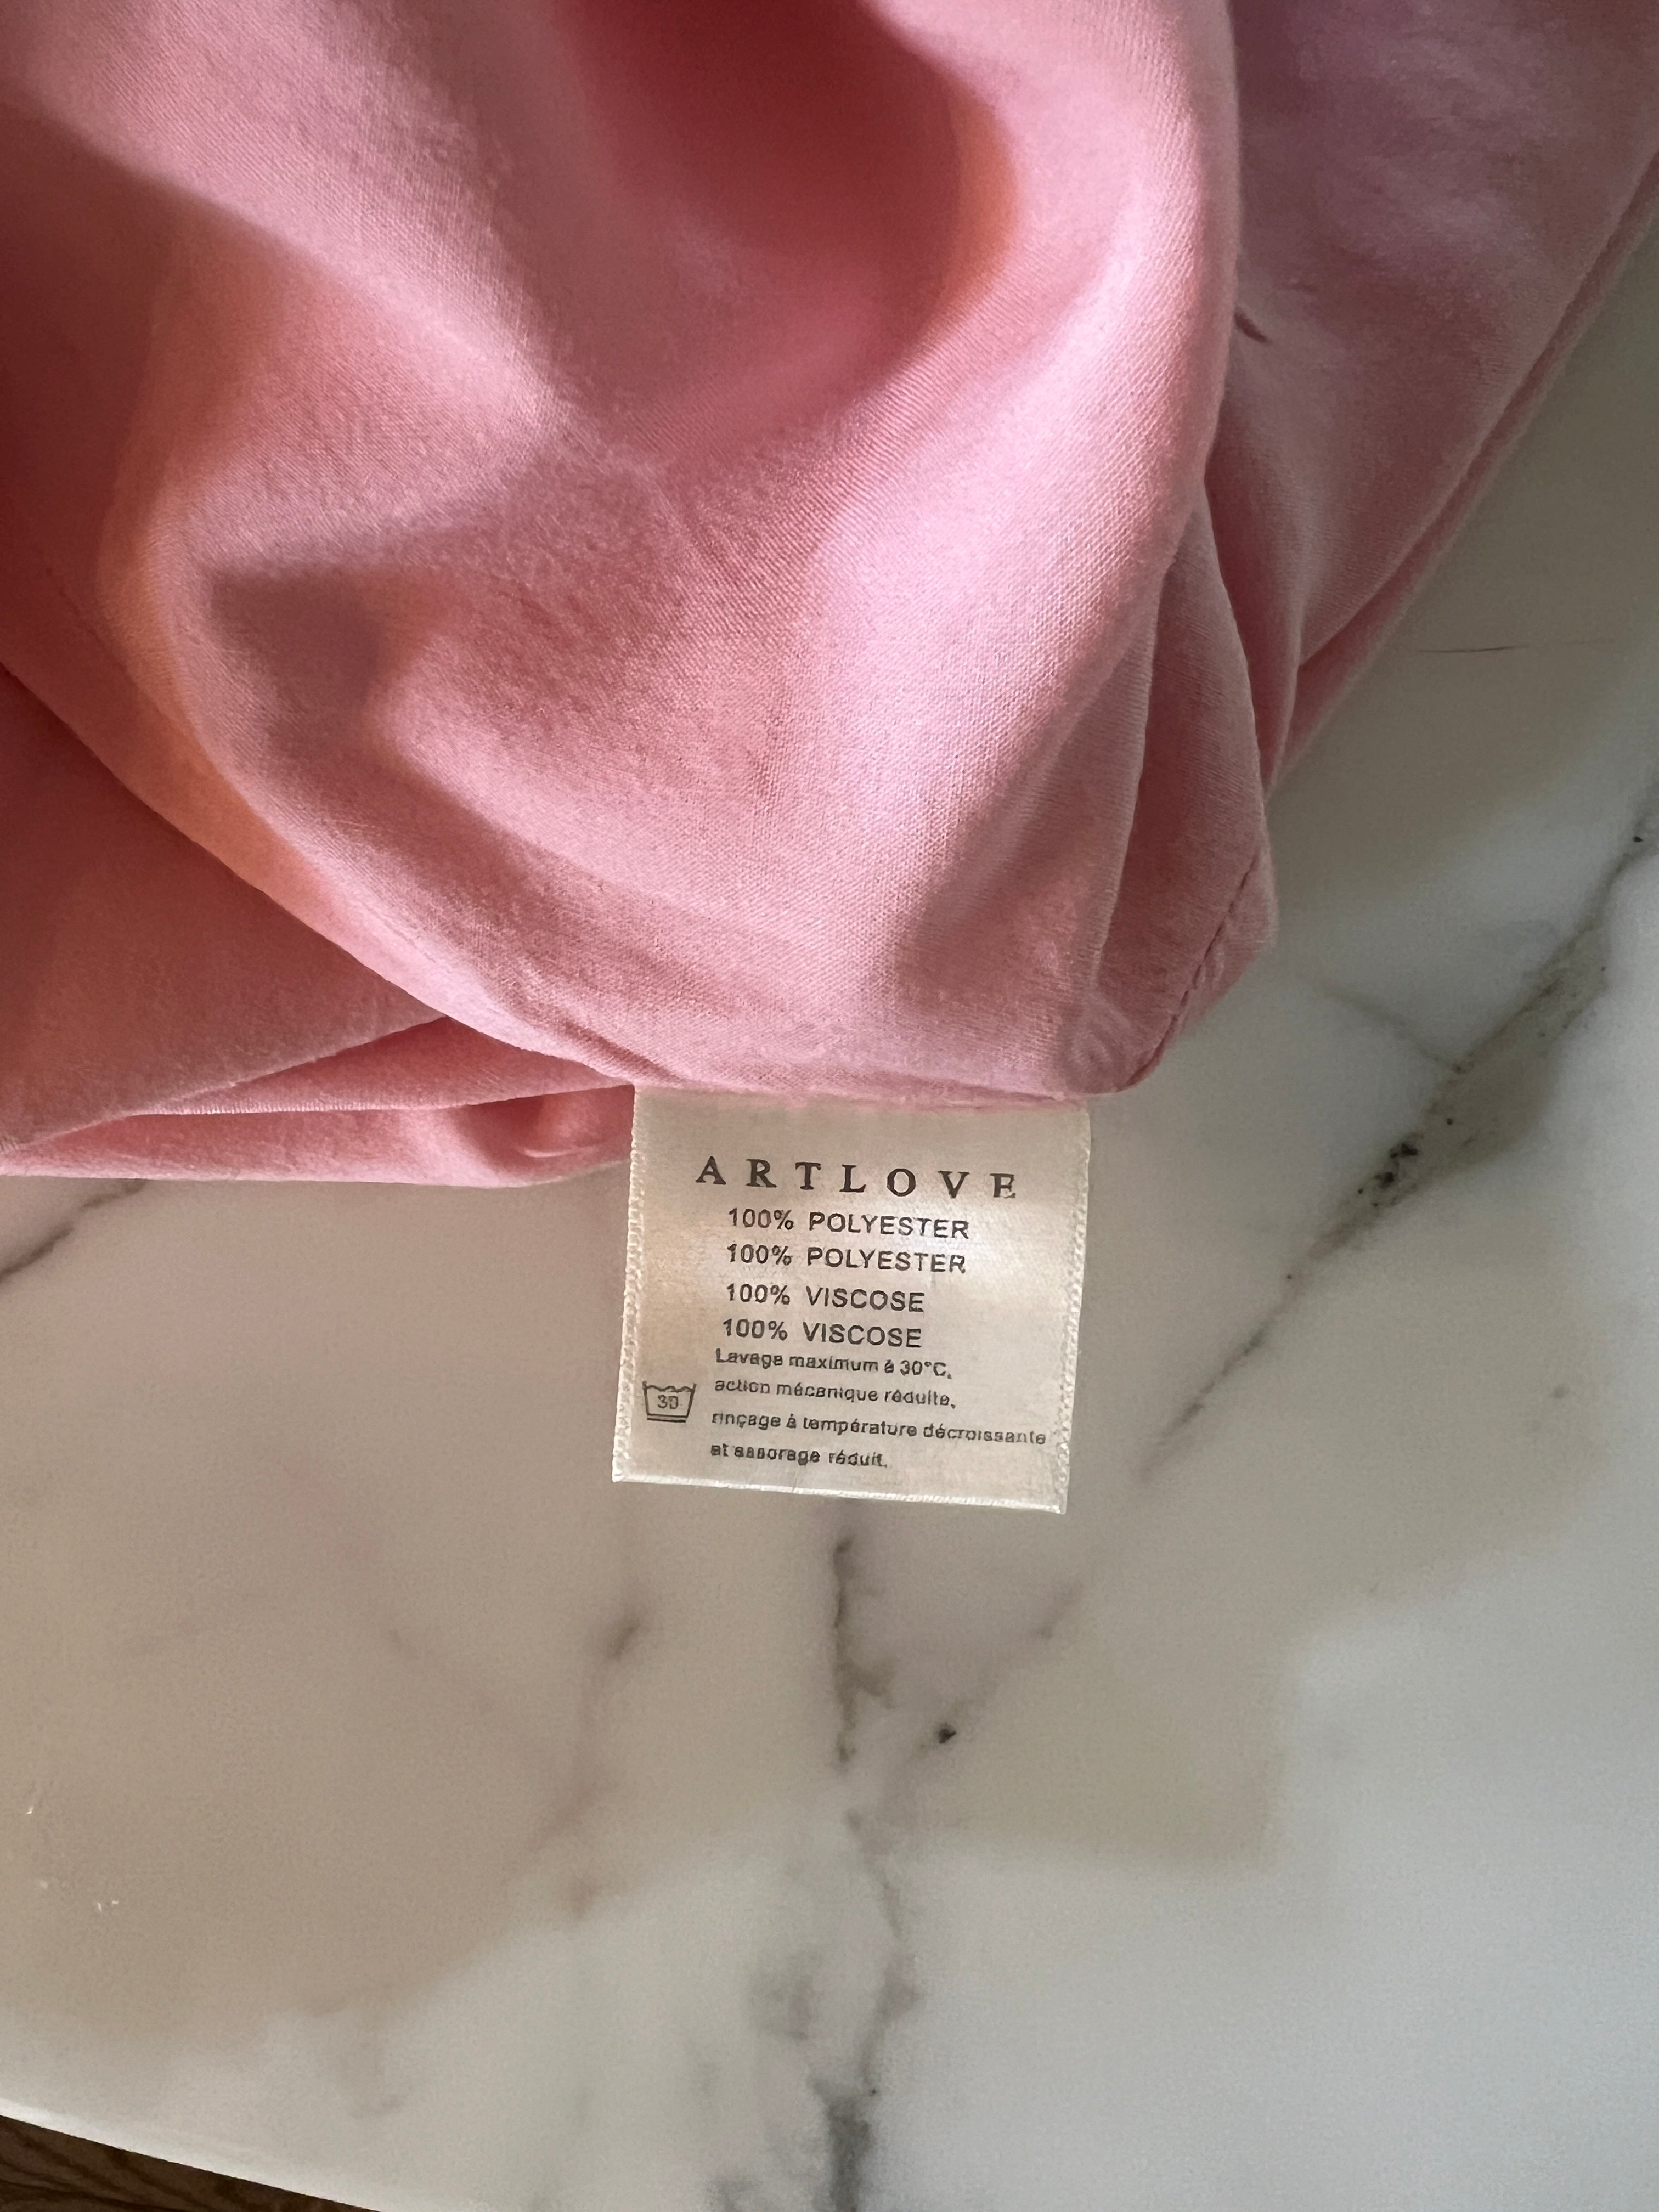 ARTLOVE
100% POLYESTER
100% POLYESTER
100% VISCOSE
100% VISCOSE
Lavage maximum à 30°C,
action mécanique réduite,
30
rinçage à température décroissante
et sasorage réduit.